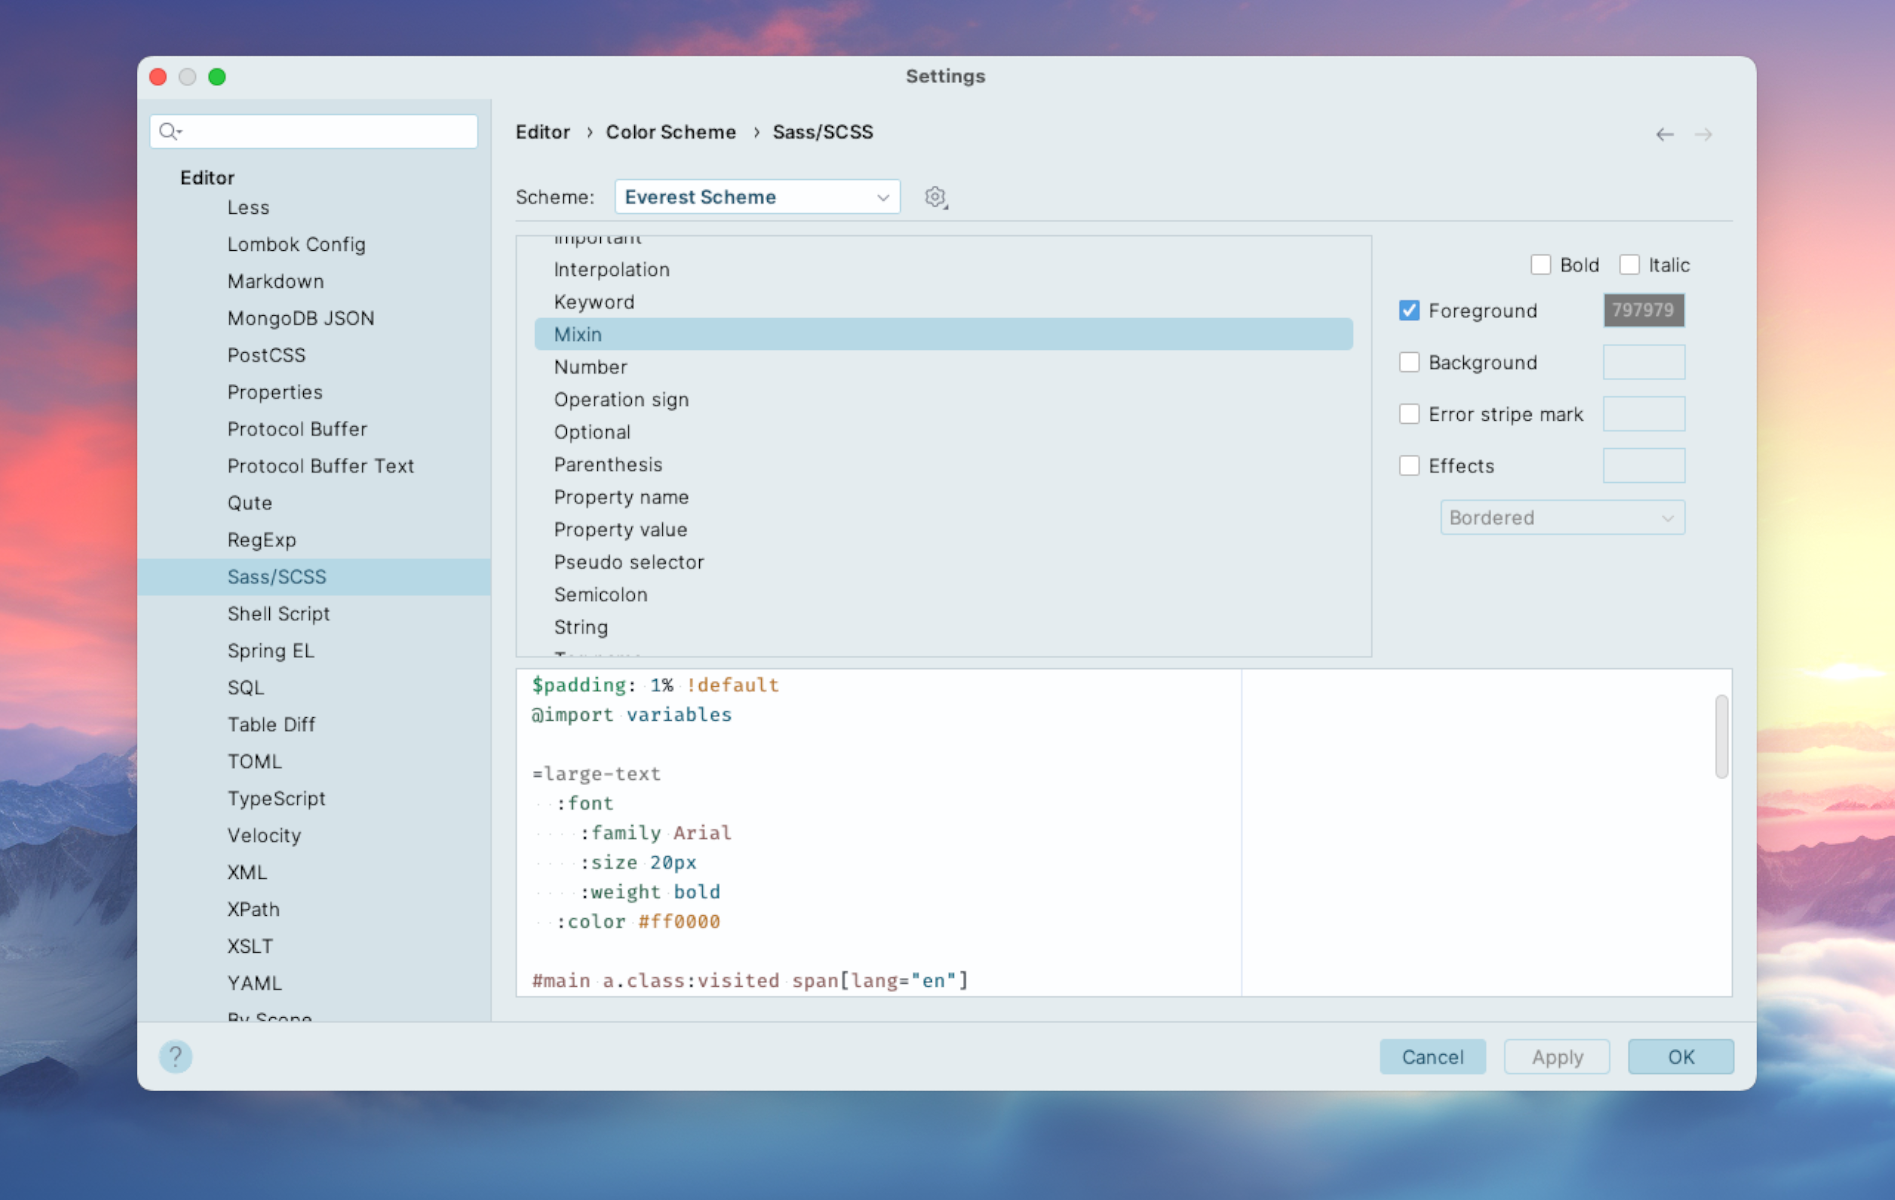 Settings
Editor › Color Scheme › Sass/SCSS
Scheme: Everest Scheme
Editor
Less
Lombok Config
Markdown
MongoDB JSON
PostCSS
Properties
Protocol Buffer
Protocol Buffer Text
Qute
RegExp
Sass/SCSS
Shell Script
Spring EL
SQL
Table Diff
TOML
TypeScript
Velocity
XML
XPath
XSLT
YAML
By Scope
Important
Interpolation
Keyword
Mixin
Number
Operation sign
Optional
Parenthesis
Property name
Property value
Pseudo selector
Semicolon
String
Bold Italic
Foreground 797979
Background
Error stripe mark
Effects
Bordered
$padding: 1% !default
@import variables
=large-text
:font
:family Arial
:size 20px
:weight bold
:color #ff0000
#main a.class:visited span[lang="en"]
? Cancel Apply OK